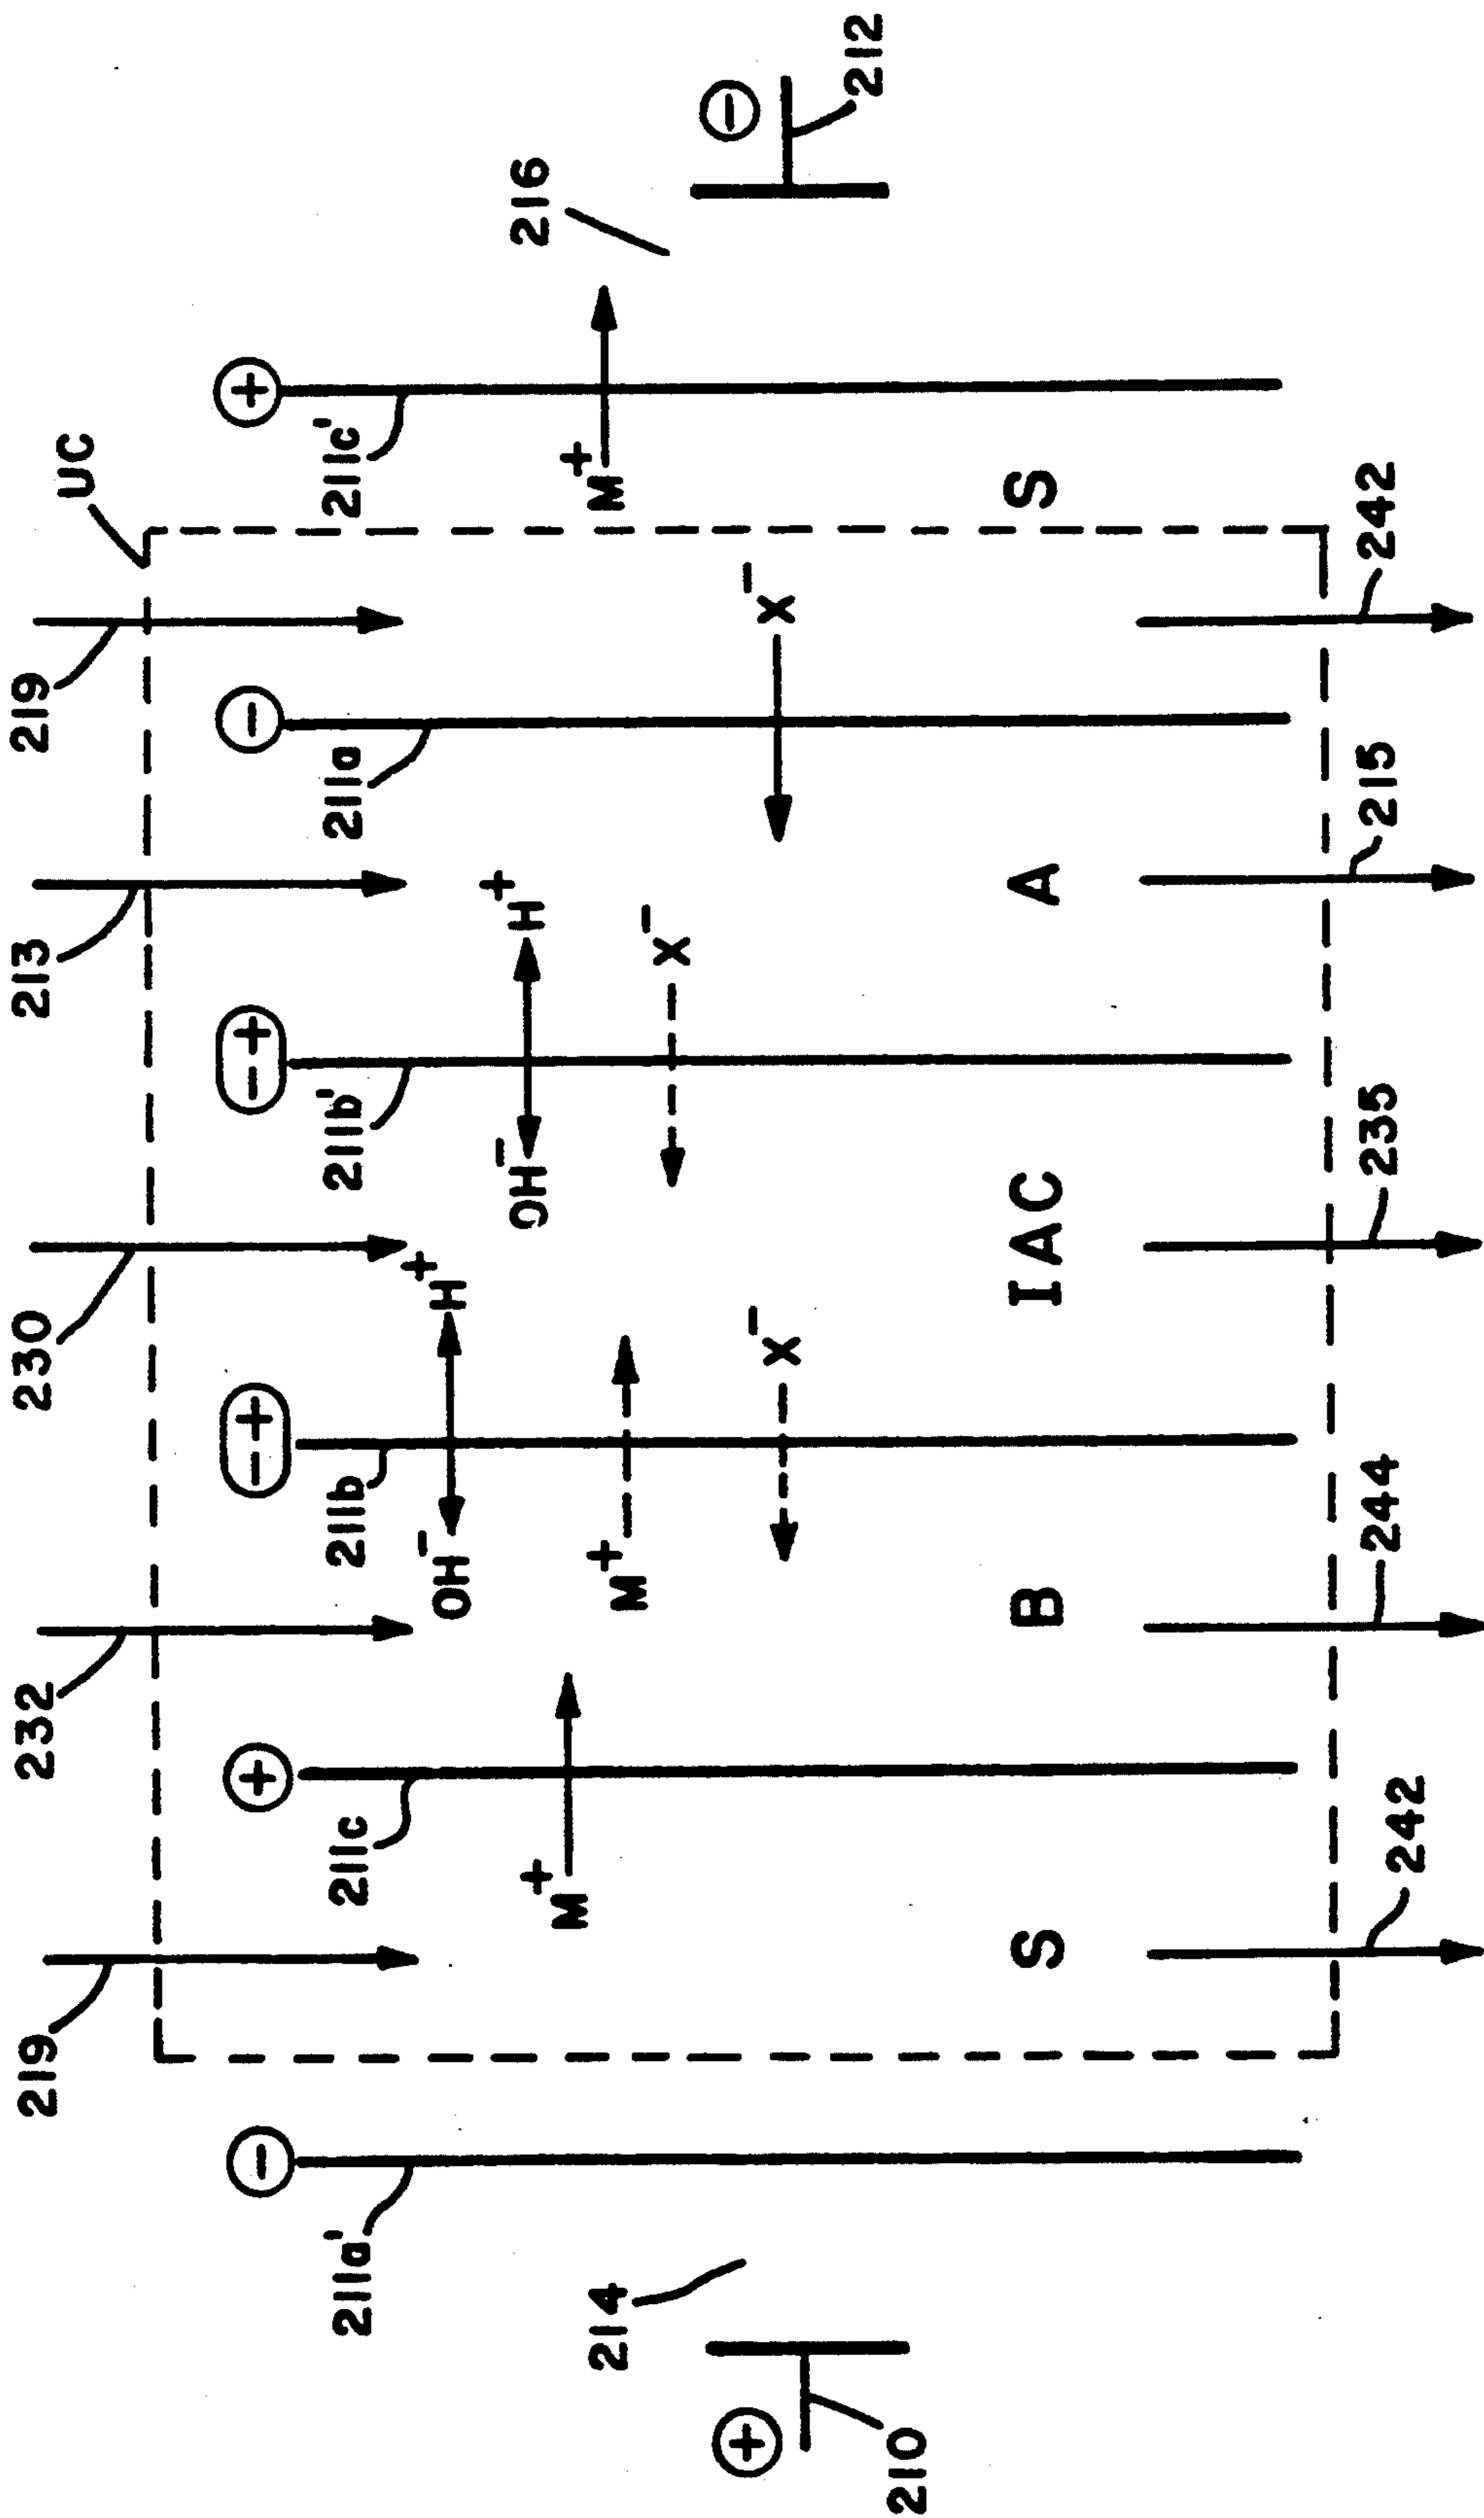 219 232 230 213 219 UC
− + − + − + − +
211a' 211c 211b 211b' 211a 211c'
OH⁻ H⁺
9H⁻ H⁺
216
M⁺
M⁺
M⁺
214
X⁻
+ −
X⁻ X⁻
212
210
S B IAC A S
242 244 235 215 242